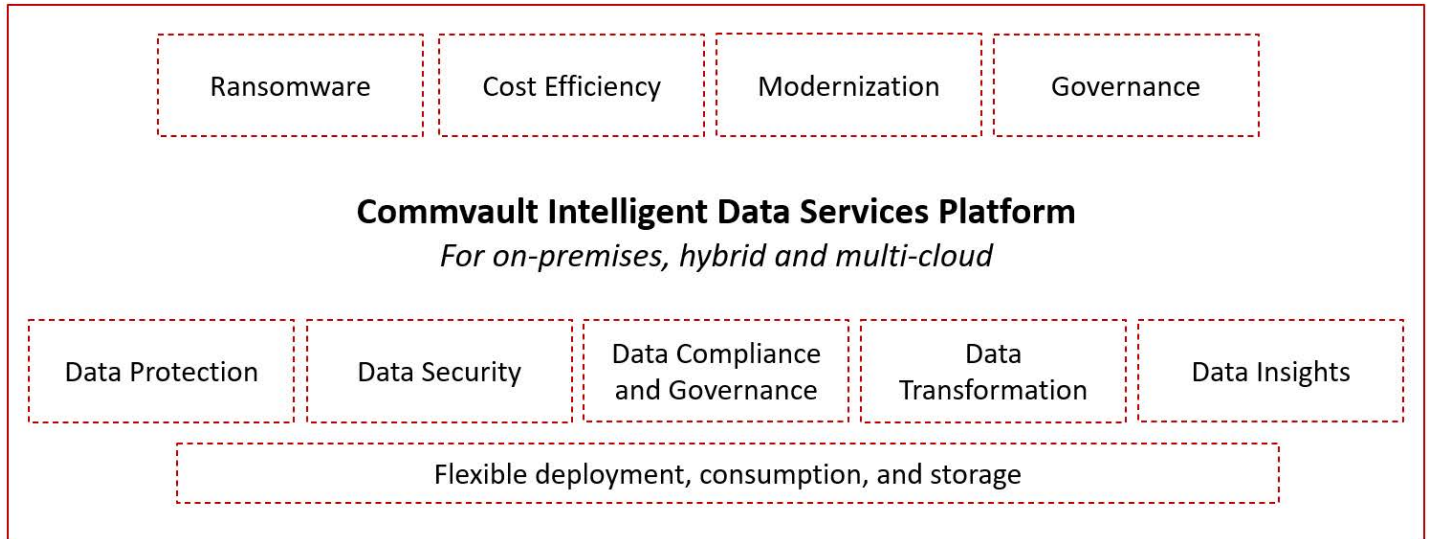 Ransomware
Cost Efficiency
Modernization
Governance
Commvault Intelligent Data Services Platform
For on-premises, hybrid and multi-cloud
Data Protection
Data Security
Data Compliance
and Governance
Data
Transformation
Data Insights
Flexible deployment, consumption, and storage